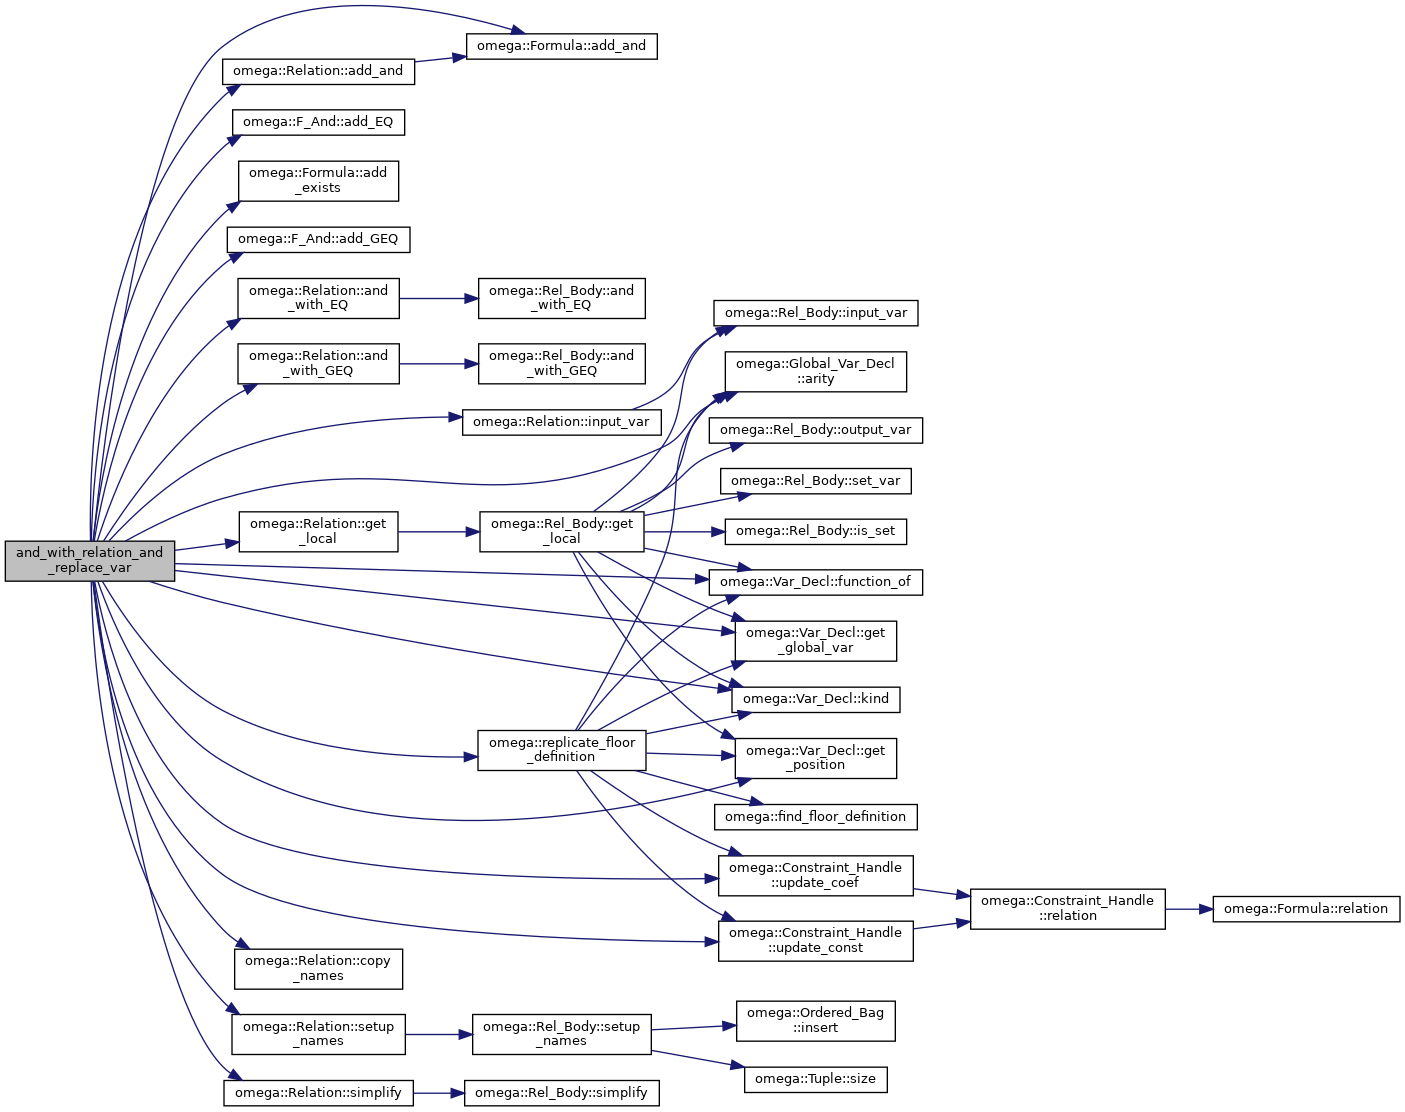 omega::Formula::add_and
omega::Relation::add_and
omega::F_And::add_EQ
omega::Formula::add
_exists
omega::F_And::add_GEQ
omega::Relation::and
_with_EQ
omega::Rel_Body::and
_with_EQ
omega::Relation::and
_with_GEQ
omega::Rel_Body::and
_with_GEQ
omega::Relation::input_var
omega::Rel_Body::input_var
omega::Global_Var_Decl
::arity
omega::Rel_Body::output_var
omega::Rel_Body::set_var
omega::Relation::get
_local
omega::Rel_Body::get
_local
omega::Rel_Body::is_set
and_with_relation_and
_replace_var
omega::Var_Decl::function_of
omega::Var_Decl::get
_global_var
omega::Var_Decl::kind
omega::replicate_floor
_definition
omega::Var_Decl::get
_position
omega::find_floor_definition
omega::Constraint_Handle
::update_coef
omega::Constraint_Handle
::relation
omega::Formula::relation
omega::Constraint_Handle
::update_const
omega::Relation::copy
_names
omega::Relation::setup
_names
omega::Rel_Body::setup
_names
omega::Ordered_Bag
::insert
omega::Tuple::size
omega::Relation::simplify
omega::Rel_Body::simplify